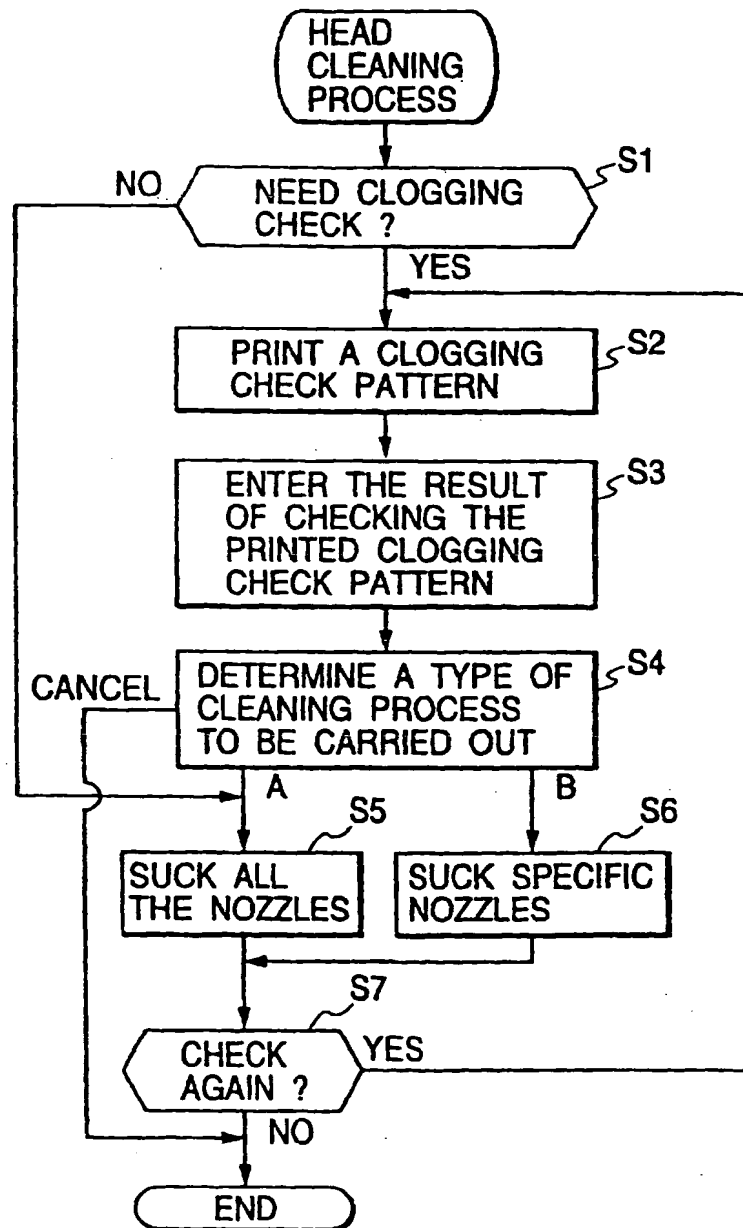 HEAD
CLEANING
PROCESS
S1
NO
NEED CLOGGING
CHECK ?
YES
S2
PRINT A CLOGGING
CHECK PATTERN
S3
ENTER THE RESULT
OF CHECKING THE
PRINTED CLOGGING
CHECK PATTERN
S4
CANCEL
DETERMINE A TYPE OF
CLEANING PROCESS
TO BE CARRIED OUT
A
B
S5
S6
SUCK ALL
THE NOZZLES
SUCK SPECIFIC
NOZZLES
S7
CHECK
AGAIN ?
YES
NO
END